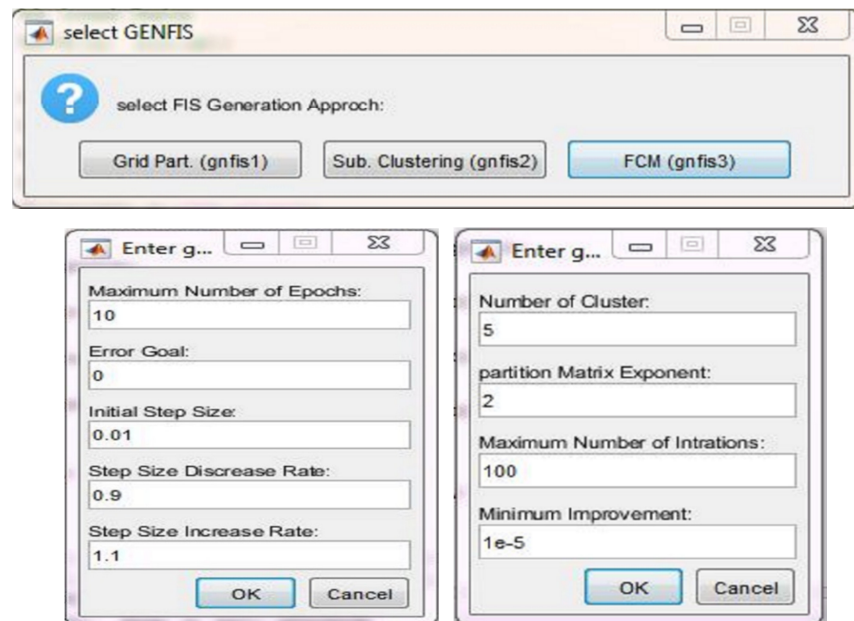 select GENFIS
select FIS Generation Approch:
Grid Part. (gnfis1) Sub. Clustering (gnfis2) FCM (gnfis3)
Enter g...
Maximum Number of Epochs:
10
Error Goal:
0
Initial Step Size:
0.01
Step Size Discrease Rate:
0.9
Step Size Increase Rate:
1.1
OK Cancel
Enter g...
Number of Cluster:
5
partition Matrix Exponent:
2
Maximum Number of Intrations:
100
Minimum Improvement:
1e-5
OK Cancel